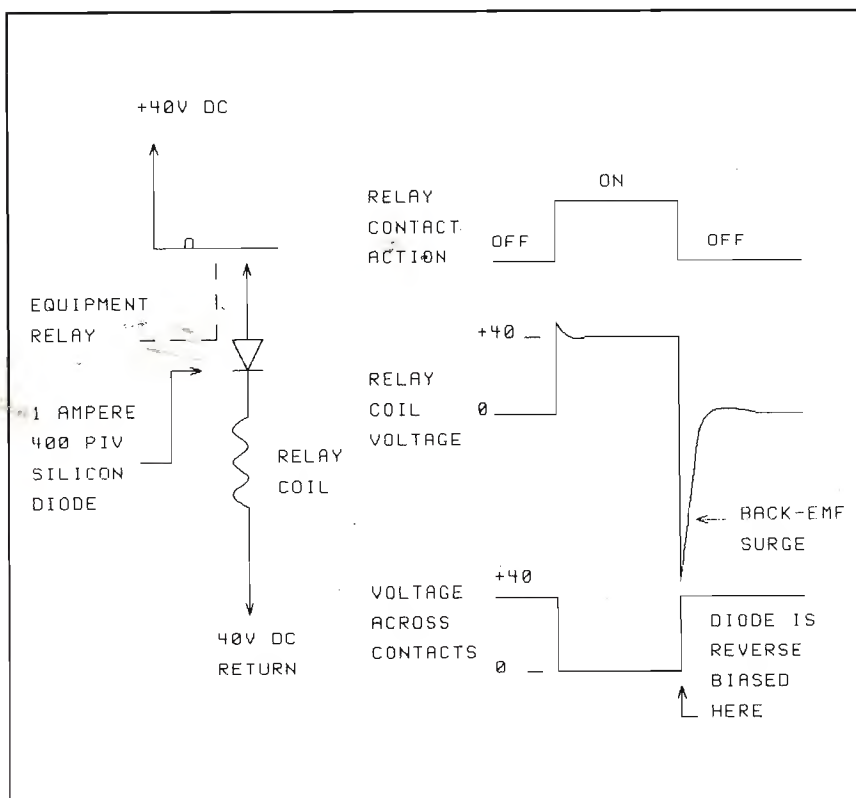 +40V DC
EQUIPMENT
RELAY
1 AMPERE
400 PIV
SILICON
DIODE
RELAY
COIL
40V DC
RETURN
RELAY
CONTACT
ACTION
OFF
ON
OFF
RELAY
COIL
VOLTAGE
+40
0
BACK-EMF
SURGE
VOLTAGE
ACROSS
CONTACTS
+40
0
DIODE IS
REVERSE
BIASED
HERE